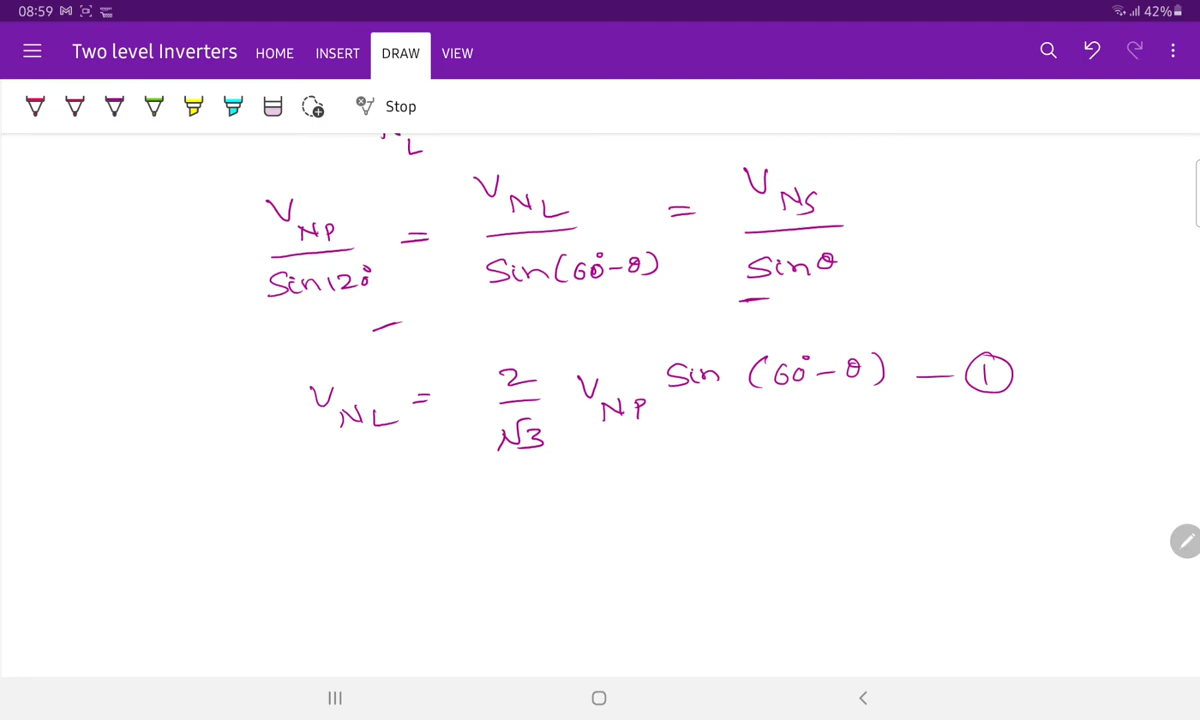 08:59 42%
Two level Inverters HOME INSERT DRAW VIEW
Stop
L
V_NP / Sin120° = V_NL / Sin(60°-θ) = V_NS / Sinθ
V_NL = 2/√3 V_NP Sin (60°-θ) — ①